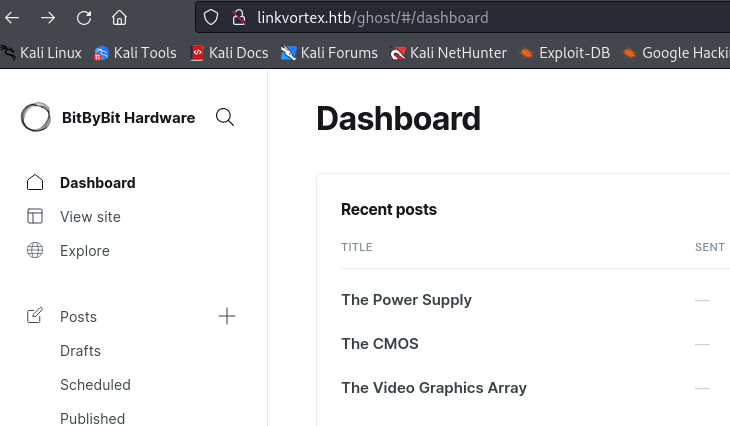 linkvortex.htb/ghost/#/dashboard
Kali Linux Kali Tools Kali Docs Kali Forums Kali NetHunter Exploit-DB Google Hacki
BitByBit Hardware
Dashboard
View site
Explore
Posts
Drafts
Scheduled
Published
Dashboard
Recent posts
TITLE SENT
The Power Supply —
The CMOS —
The Video Graphics Array —